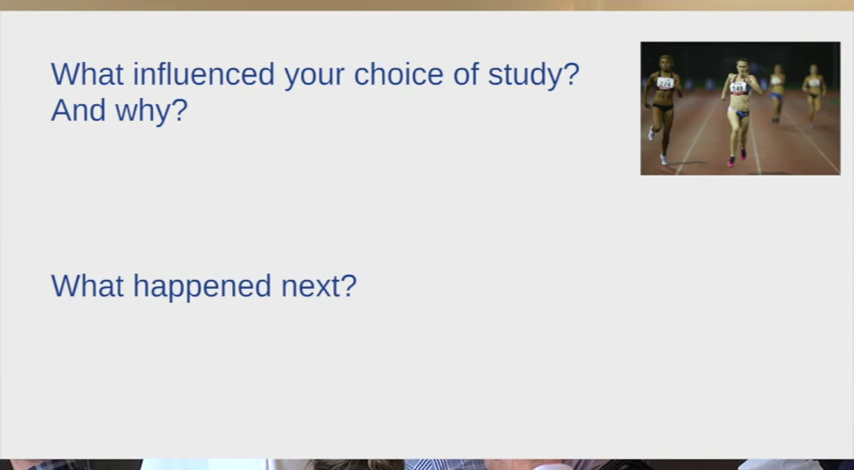 What influenced your choice of study?
And why?
What happened next?